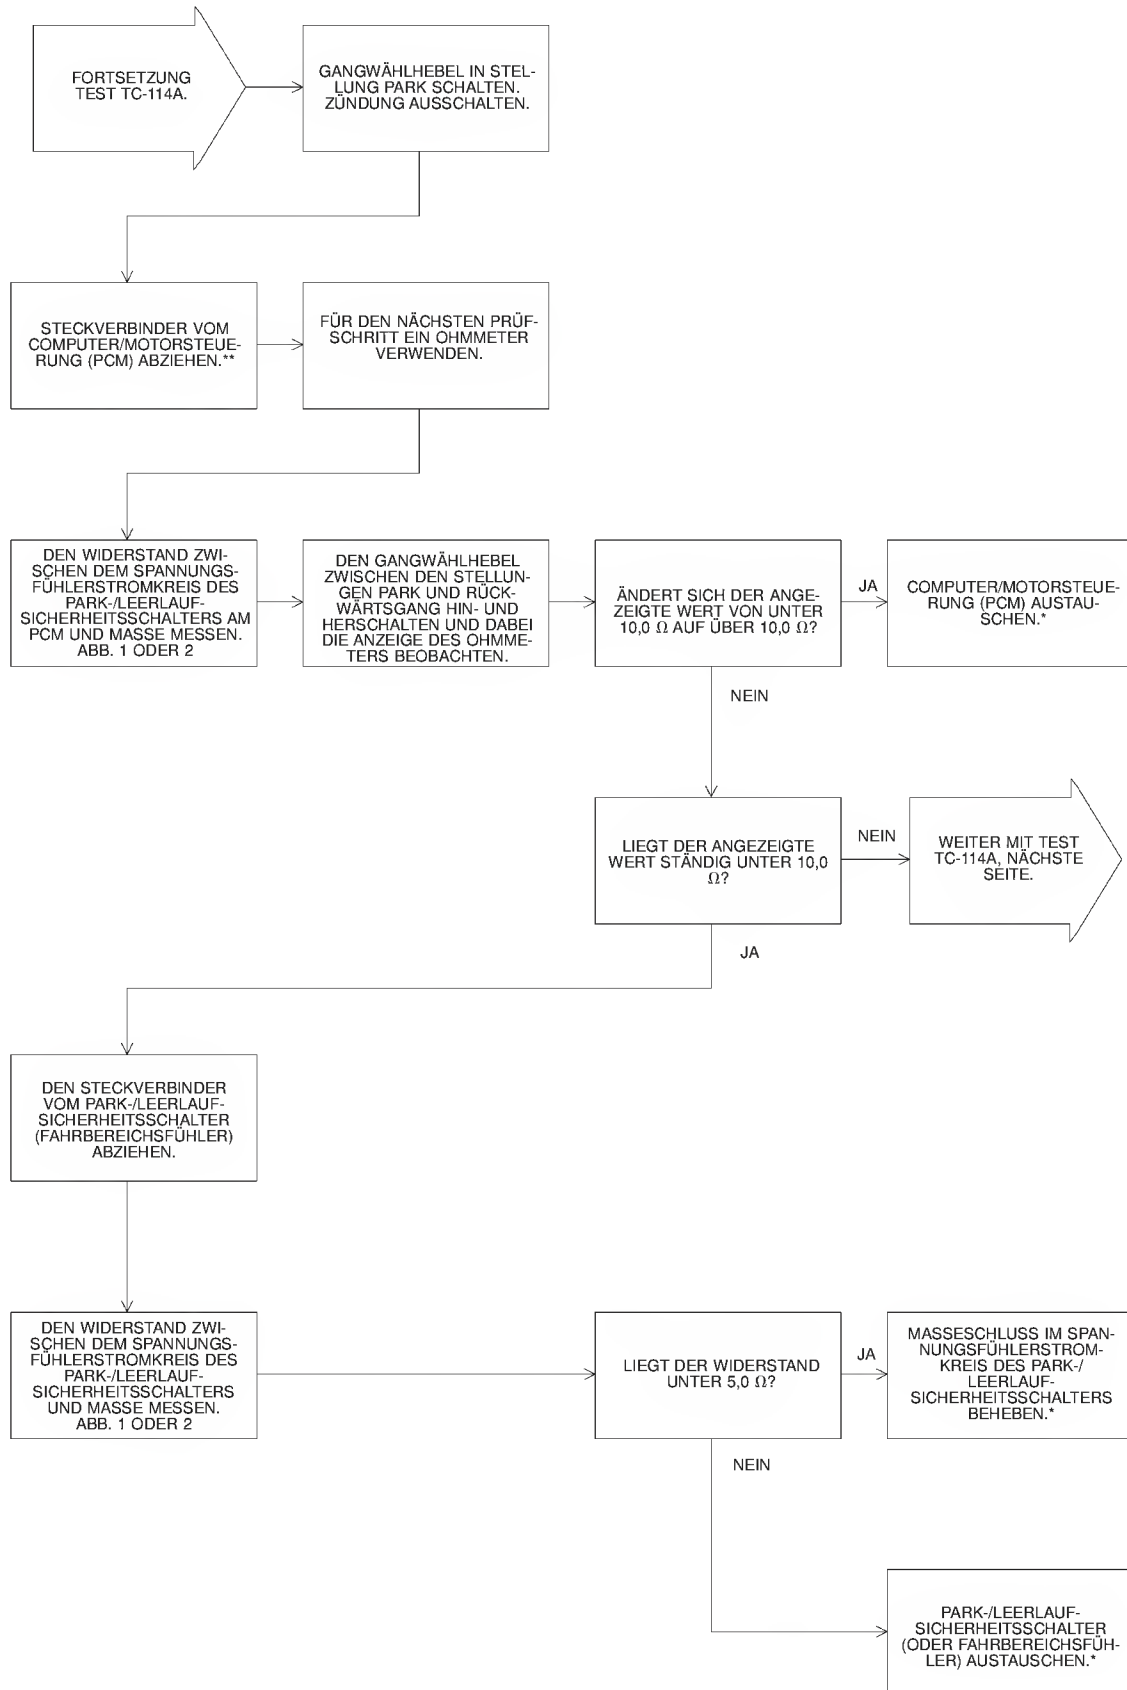 FORTSETZUNG
TEST TC-114A.
GANGWÄHLHEBEL IN STEL-
LUNG PARK SCHALTEN.
ZÜNDUNG AUSSCHALTEN.
STECKVERBINDER VOM
COMPUTER/MOTORSTEUE-
RUNG (PCM) ABZIEHEN.**
FÜR DEN NÄCHSTEN PRÜF-
SCHRITT EIN OHMMETER
VERWENDEN.
DEN WIDERSTAND ZWI-
SCHEN DEM SPANNUNGS-
FÜHLERSTROMKREIS DES
PARK-/LEERLAUF-
SICHERHEITSSCHALTERS AM
PCM UND MASSE MESSEN.
ABB. 1 ODER 2
DEN GANGWÄHLHEBEL
ZWISCHEN DEN STELLUN-
GEN PARK UND RÜCK-
WÄRTSGANG HIN- UND
HERSCHALTEN UND DABEI
DIE ANZEIGE DES OHMME-
TERS BEOBACHTEN.
ÄNDERT SICH DER ANGE-
ZEIGTE WERT VON UNTER
10,0 Ω AUF ÜBER 10,0 Ω?
JA
COMPUTER/MOTORSTEUE-
RUNG (PCM) AUSTAU-
SCHEN.*
NEIN
LIEGT DER ANGEZEIGTE
WERT STÄNDIG UNTER 10,0
Ω?
NEIN
WEITER MIT TEST
TC-114A, NÄCHSTE
SEITE.
JA
DEN STECKVERBINDER
VOM PARK-/LEERLAUF-
SICHERHEITSSCHALTER
(FAHRBEREICHSFÜHLER)
ABZIEHEN.
DEN WIDERSTAND ZWI-
SCHEN DEM SPANNUNGS-
FÜHLERSTROMKREIS DES
PARK-/LEERLAUF-
SICHERHEITSSCHALTERS
UND MASSE MESSEN.
ABB. 1 ODER 2
LIEGT DER WIDERSTAND
UNTER 5,0 Ω?
JA
MASSESCHLUSS IM SPAN-
NUNGSFÜHLERSTROM-
KREIS DES PARK-/
LEERLAUF-
SICHERHEITSSCHALTERS
BEHEBEN.*
NEIN
PARK-/LEERLAUF-
SICHERHEITSSCHALTER
(ODER FAHRBEREICHSFÜH-
LER) AUSTAUSCHEN.*